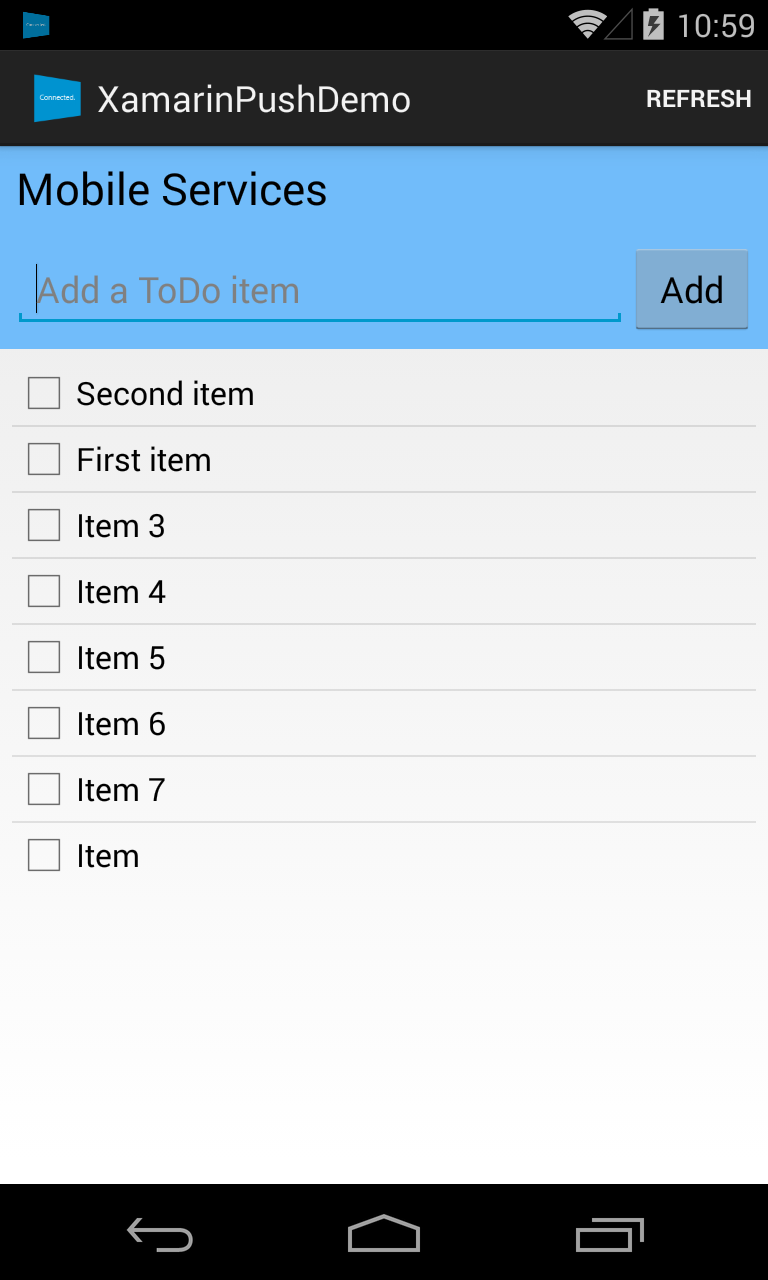 10:59
Connected.
XamarinPushDemo
REFRESH
Mobile Services
Add a ToDo item
Add
Second item
First item
Item 3
Item 4
Item 5
Item 6
Item 7
Item